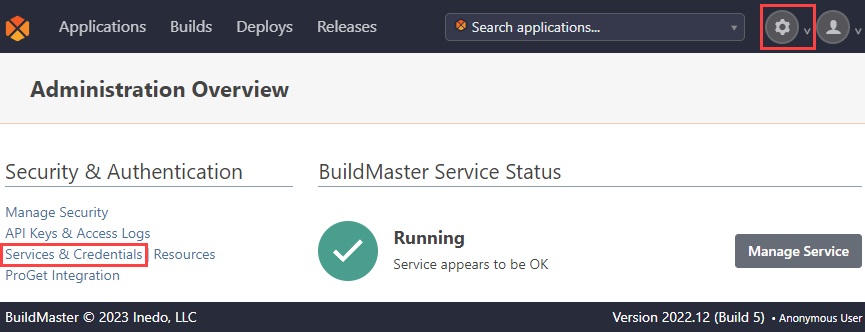 Applications Builds Deploys Releases Search applications...
Administration Overview
Security & Authentication
Manage Security
API Keys & Access Logs
Services & Credentials | Resources
ProGet Integration
BuildMaster Service Status
Running
Service appears to be OK
Manage Service
BuildMaster © 2023 Inedo, LLC
Version 2022.12 (Build 5) • Anonymous User